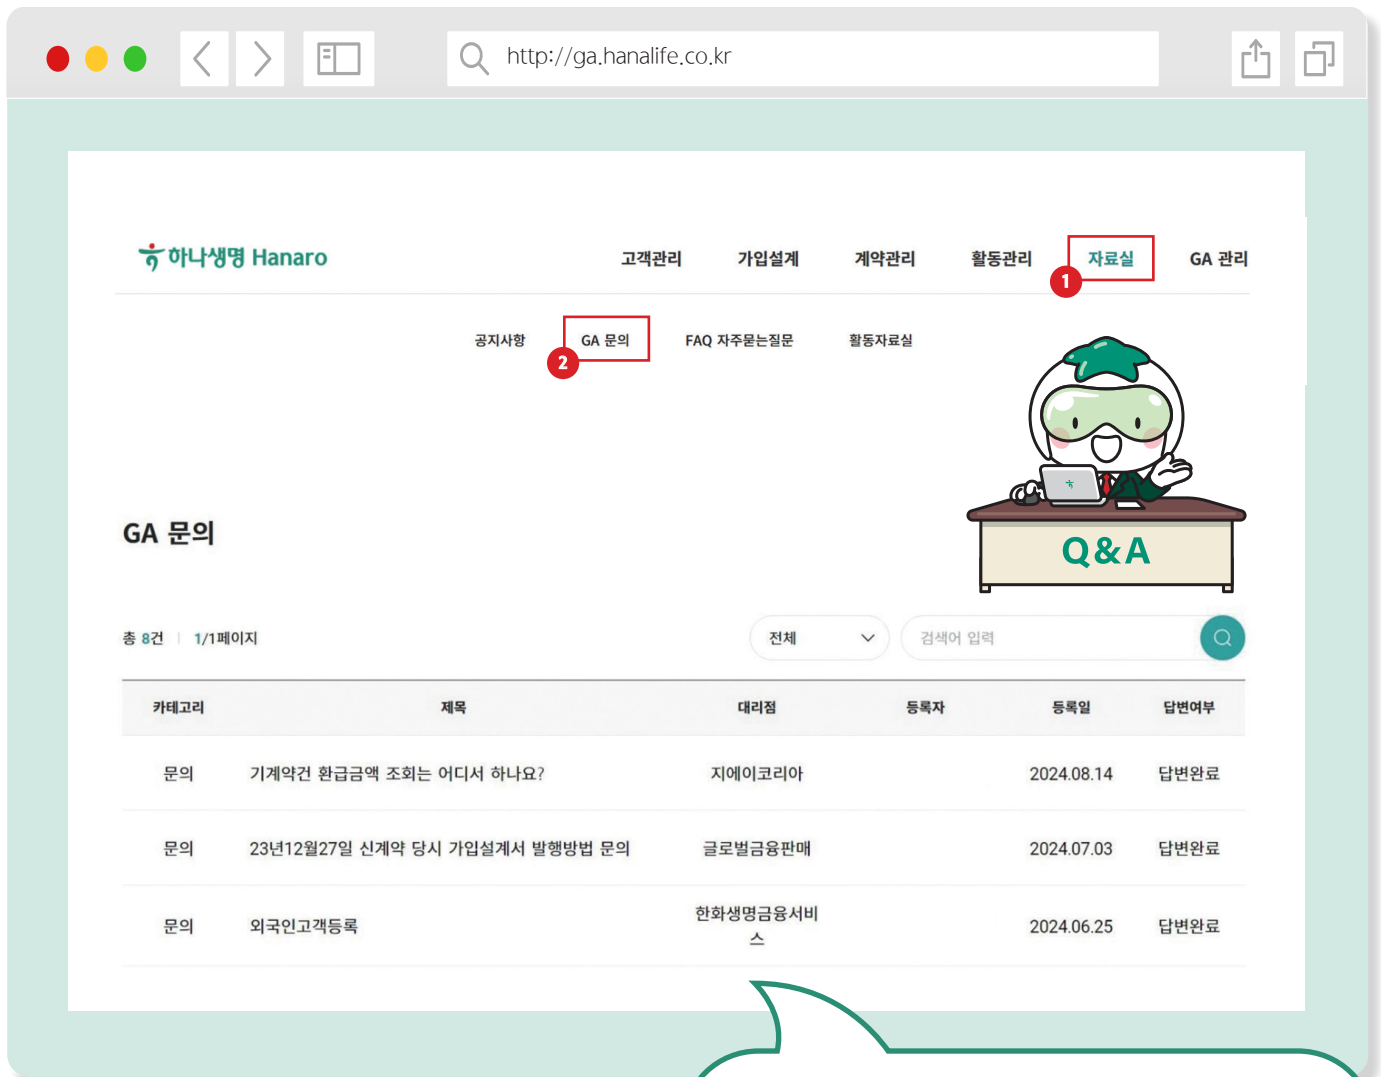 http://ga.hanalife.co.kr
하나생명 Hanaro
고객관리 가입설계 계약관리 활동관리 자료실 GA 관리
1
공지사항 GA 문의 FAQ 자주묻는질문 활동자료실
2
Q&A
GA 문의
총 8건 1/1페이지 전체 검색어 입력
카테고리 제목 대리점 등록자 등록일 답변여부
문의 기계약건 환급금액 조회는 어디서 하나요? 지에이코리아 2024.08.14 답변완료
문의 23년12월27일 신계약 당시 가입설계서 발행방법 문의 글로벌금융판매 2024.07.03 답변완료
문의 외국인고객등록 한화생명금융서비 2024.06.25 답변완료
스